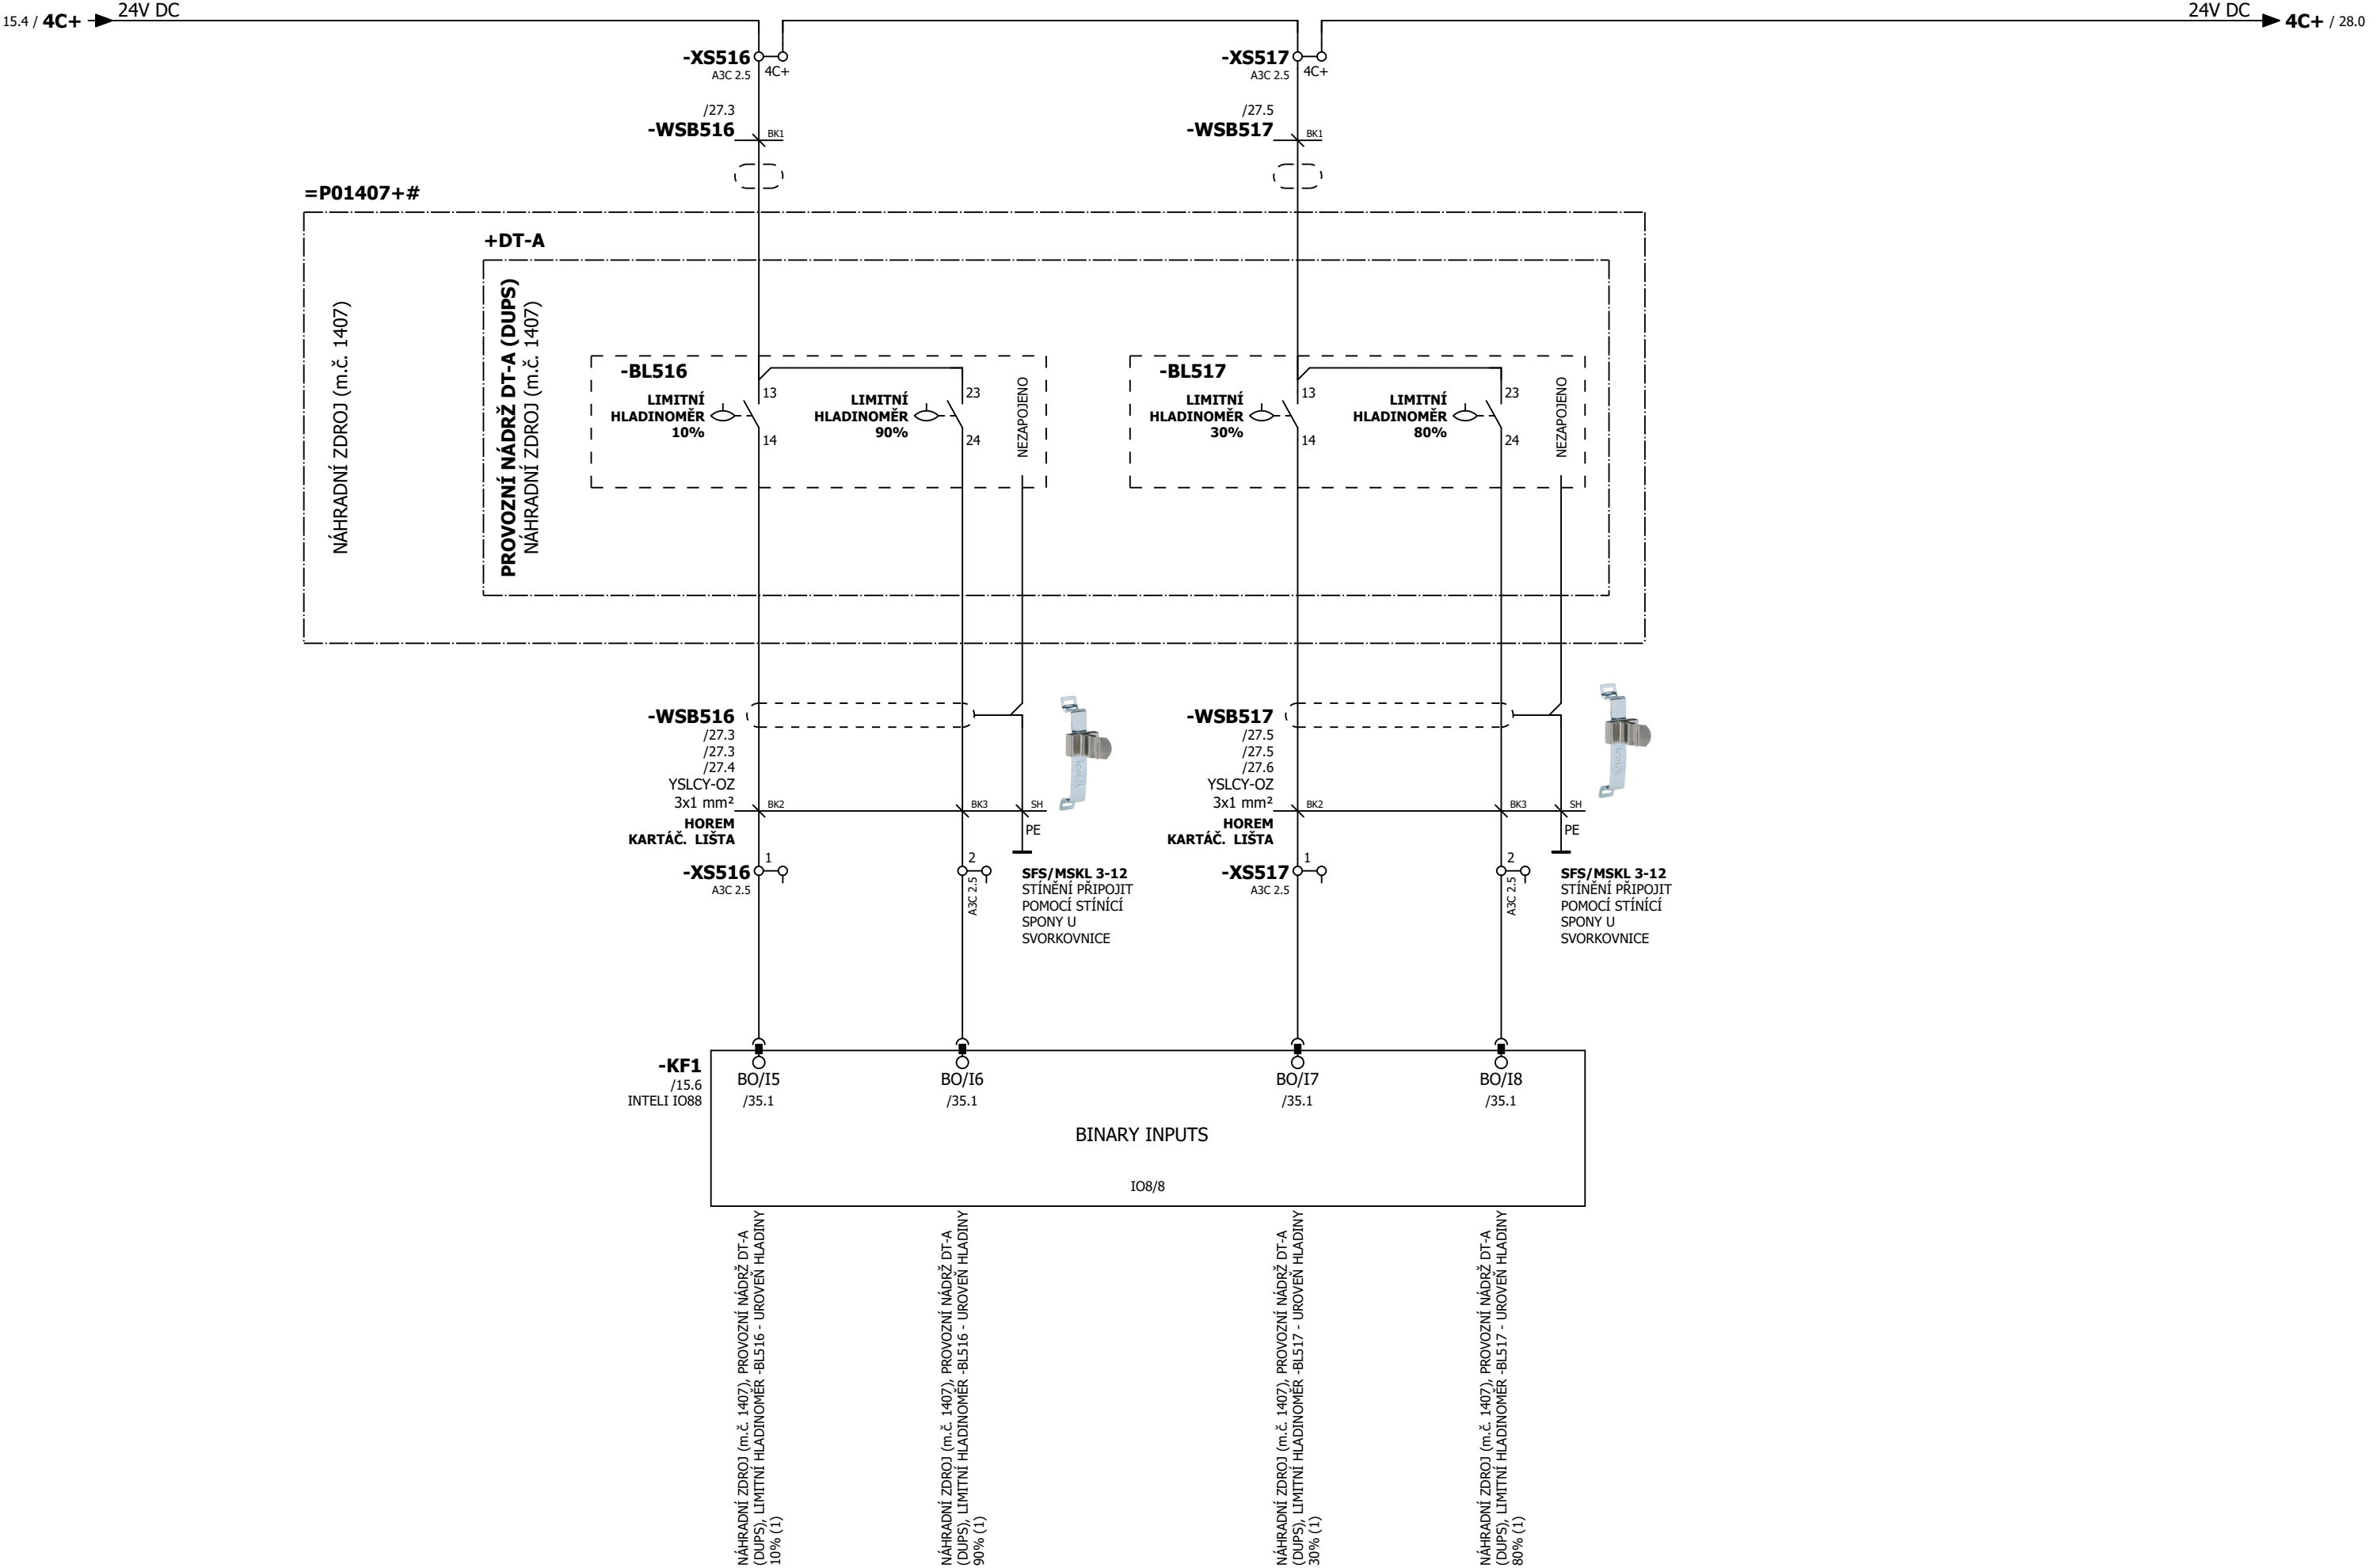 15.4 / 4C+
24V DC
24V DC
4C+ / 28.0
-XS516
A3C 2.5
4C+
-XS517
A3C 2.5
4C+
/27.3
-WSB516
BK1
/27.5
-WSB517
BK1
=P01407+#
+DT-A
NÁHRADNÍ ZDROJ (m.č. 1407)
PROVOZNÍ NÁDRŽ DT-A (DUPS)
NÁHRADNÍ ZDROJ (m.č. 1407)
-BL516
LIMITNÍ
HLADINOMĚR
10%
13
14
LIMITNÍ
HLADINOMĚR
90%
23
24
NEZAPOJENO
-BL517
LIMITNÍ
HLADINOMĚR
30%
13
14
LIMITNÍ
HLADINOMĚR
80%
23
24
NEZAPOJENO
-WSB516
/27.3
/27.3
/27.4
YSLCY-OZ
3x1 mm²
HOREM
KARTÁČ. LIŠTA
BK2
BK3
SH
PE
-WSB517
/27.5
/27.5
/27.6
YSLCY-OZ
3x1 mm²
HOREM
KARTÁČ. LIŠTA
BK2
BK3
SH
PE
-XS516
A3C 2.5
1
2
A3C 2.5
SFS/MSKL 3-12
STÍNĚNÍ PŘIPOJIT
POMOCÍ STÍNÍCÍ
SPONY U
SVORKOVNICE
-XS517
A3C 2.5
1
2
A3C 2.5
SFS/MSKL 3-12
STÍNĚNÍ PŘIPOJIT
POMOCÍ STÍNÍCÍ
SPONY U
SVORKOVNICE
-KF1
/15.6
INTELI IO88
BO/I5
/35.1
BO/I6
/35.1
BO/I7
/35.1
BO/I8
/35.1
BINARY INPUTS
IO8/8
NÁHRADNÍ ZDROJ (m.č. 1407), PROVOZNÍ NÁDRŽ DT-A
(DUPS), LIMITNÍ HLADINOMĚR -BL516 - UROVEŇ HLADINY
10% (1)
NÁHRADNÍ ZDROJ (m.č. 1407), PROVOZNÍ NÁDRŽ DT-A
(DUPS), LIMITNÍ HLADINOMĚR -BL516 - UROVEŇ HLADINY
90% (1)
NÁHRADNÍ ZDROJ (m.č. 1407), PROVOZNÍ NÁDRŽ DT-A
(DUPS), LIMITNÍ HLADINOMĚR -BL517 - UROVEŇ HLADINY
30% (1)
NÁHRADNÍ ZDROJ (m.č. 1407), PROVOZNÍ NÁDRŽ DT-A
(DUPS), LIMITNÍ HLADINOMĚR -BL517 - UROVEŇ HLADINY
80% (1)